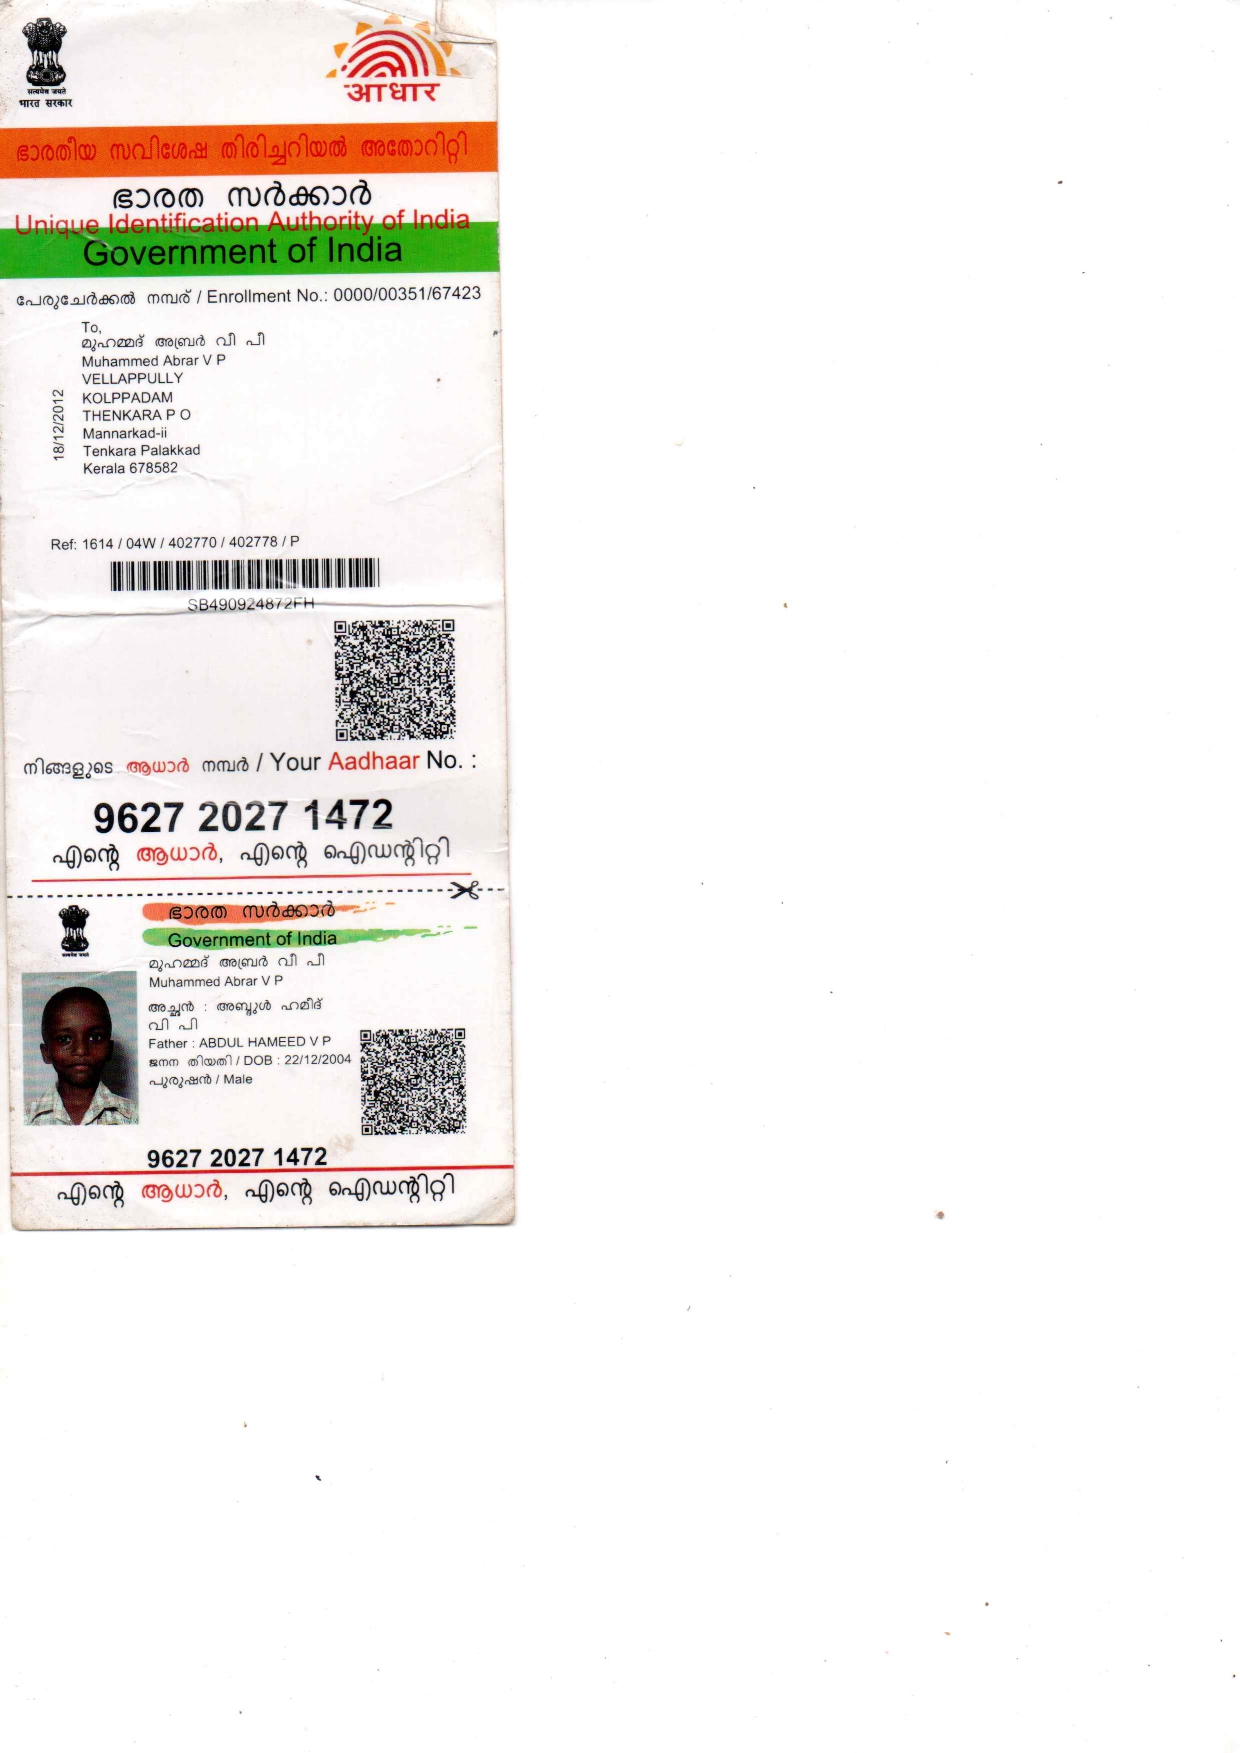 सत्यमेव जयते
भारत सरकार
आधार
ഭാരതീയ സവിശേഷ തിരിച്ചറിയൽ അതോറിറ്റി
ഭാരത സർക്കാർ
Unique Identification Authority of India
Government of India
പേരുചേർക്കൽ നമ്പര് / Enrollment No.: 0000/00351/67423
To,
മുഹമ്മദ് അബ്രർ വീ പീ
Muhammed Abrar V P
VELLAPPULLY
KOLPPADAM
THENKARA P O
Mannarkad-ii
Tenkara Palakkad
Kerala 678582
18/12/2012
Ref: 1614 / 04W / 402770 / 402778 / P
SB490924872FH
നിങ്ങളുടെ ആധാർ നമ്പർ / Your Aadhaar No. :
9627 2027 1472
എന്റെ ആധാർ, എന്റെ ഐഡന്റിറ്റി
ഭാരത സർക്കാർ
Government of India
മുഹമ്മദ് അബ്രർ വീ പീ
Muhammed Abrar V P
അച്ഛൻ : അബ്ദുൾ ഹമീദ്
വി പി
Father : ABDUL HAMEED V P
ജനന തിയതി / DOB : 22/12/2004
പുരുഷൻ / Male
9627 2027 1472
എന്റെ ആധാർ, എന്റെ ഐഡന്റിറ്റി